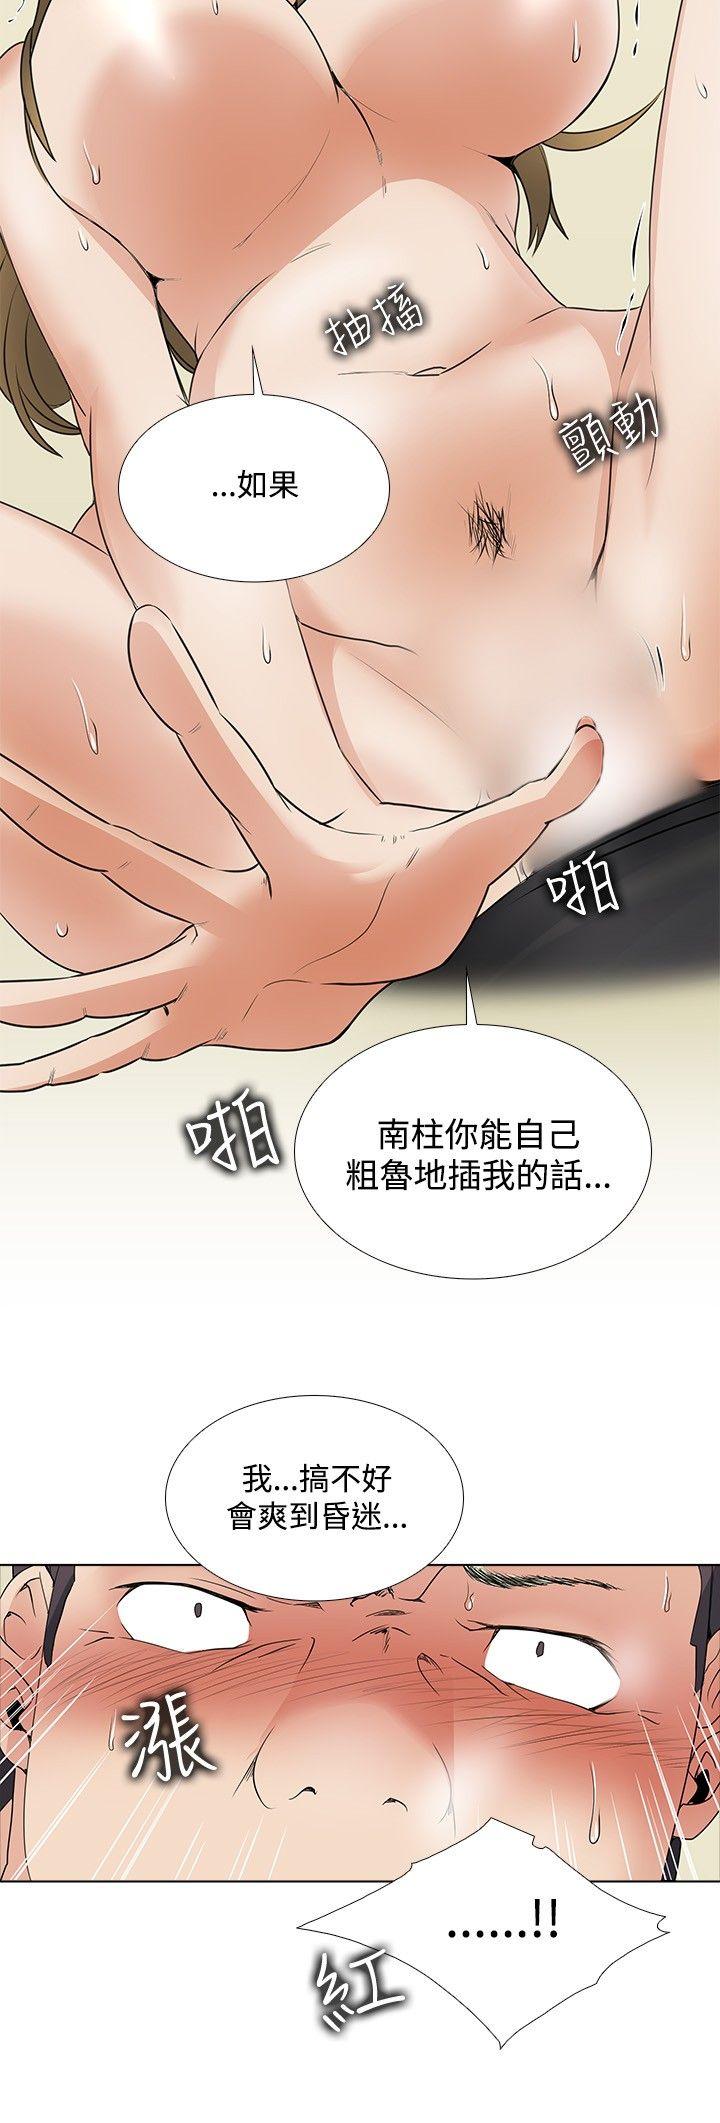 抽搐
顫動
...如果
啪
啪
南柱你能自己
粗魯地插我的話...
我...搞不好
會爽到昏迷...
漲
......!!
紅